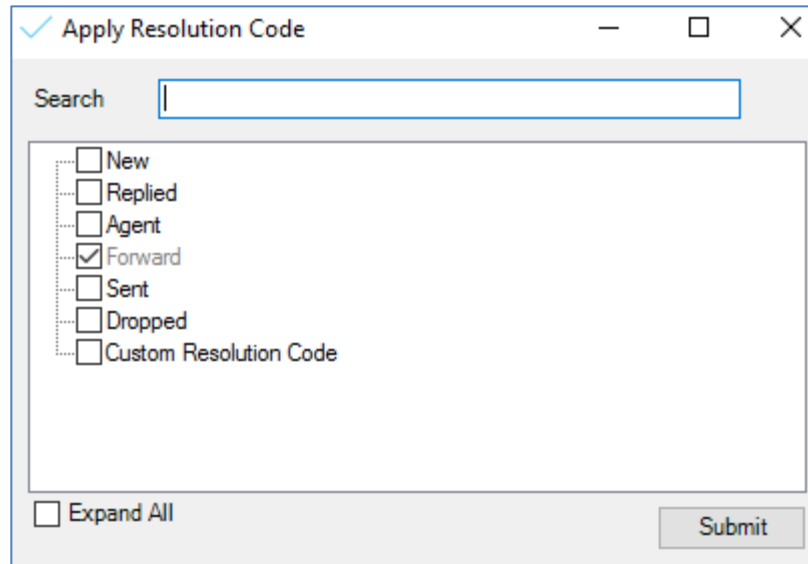 Apply Resolution Code
Search
New
Replied
Agent
Forward
Sent
Dropped
Custom Resolution Code
Expand All
Submit